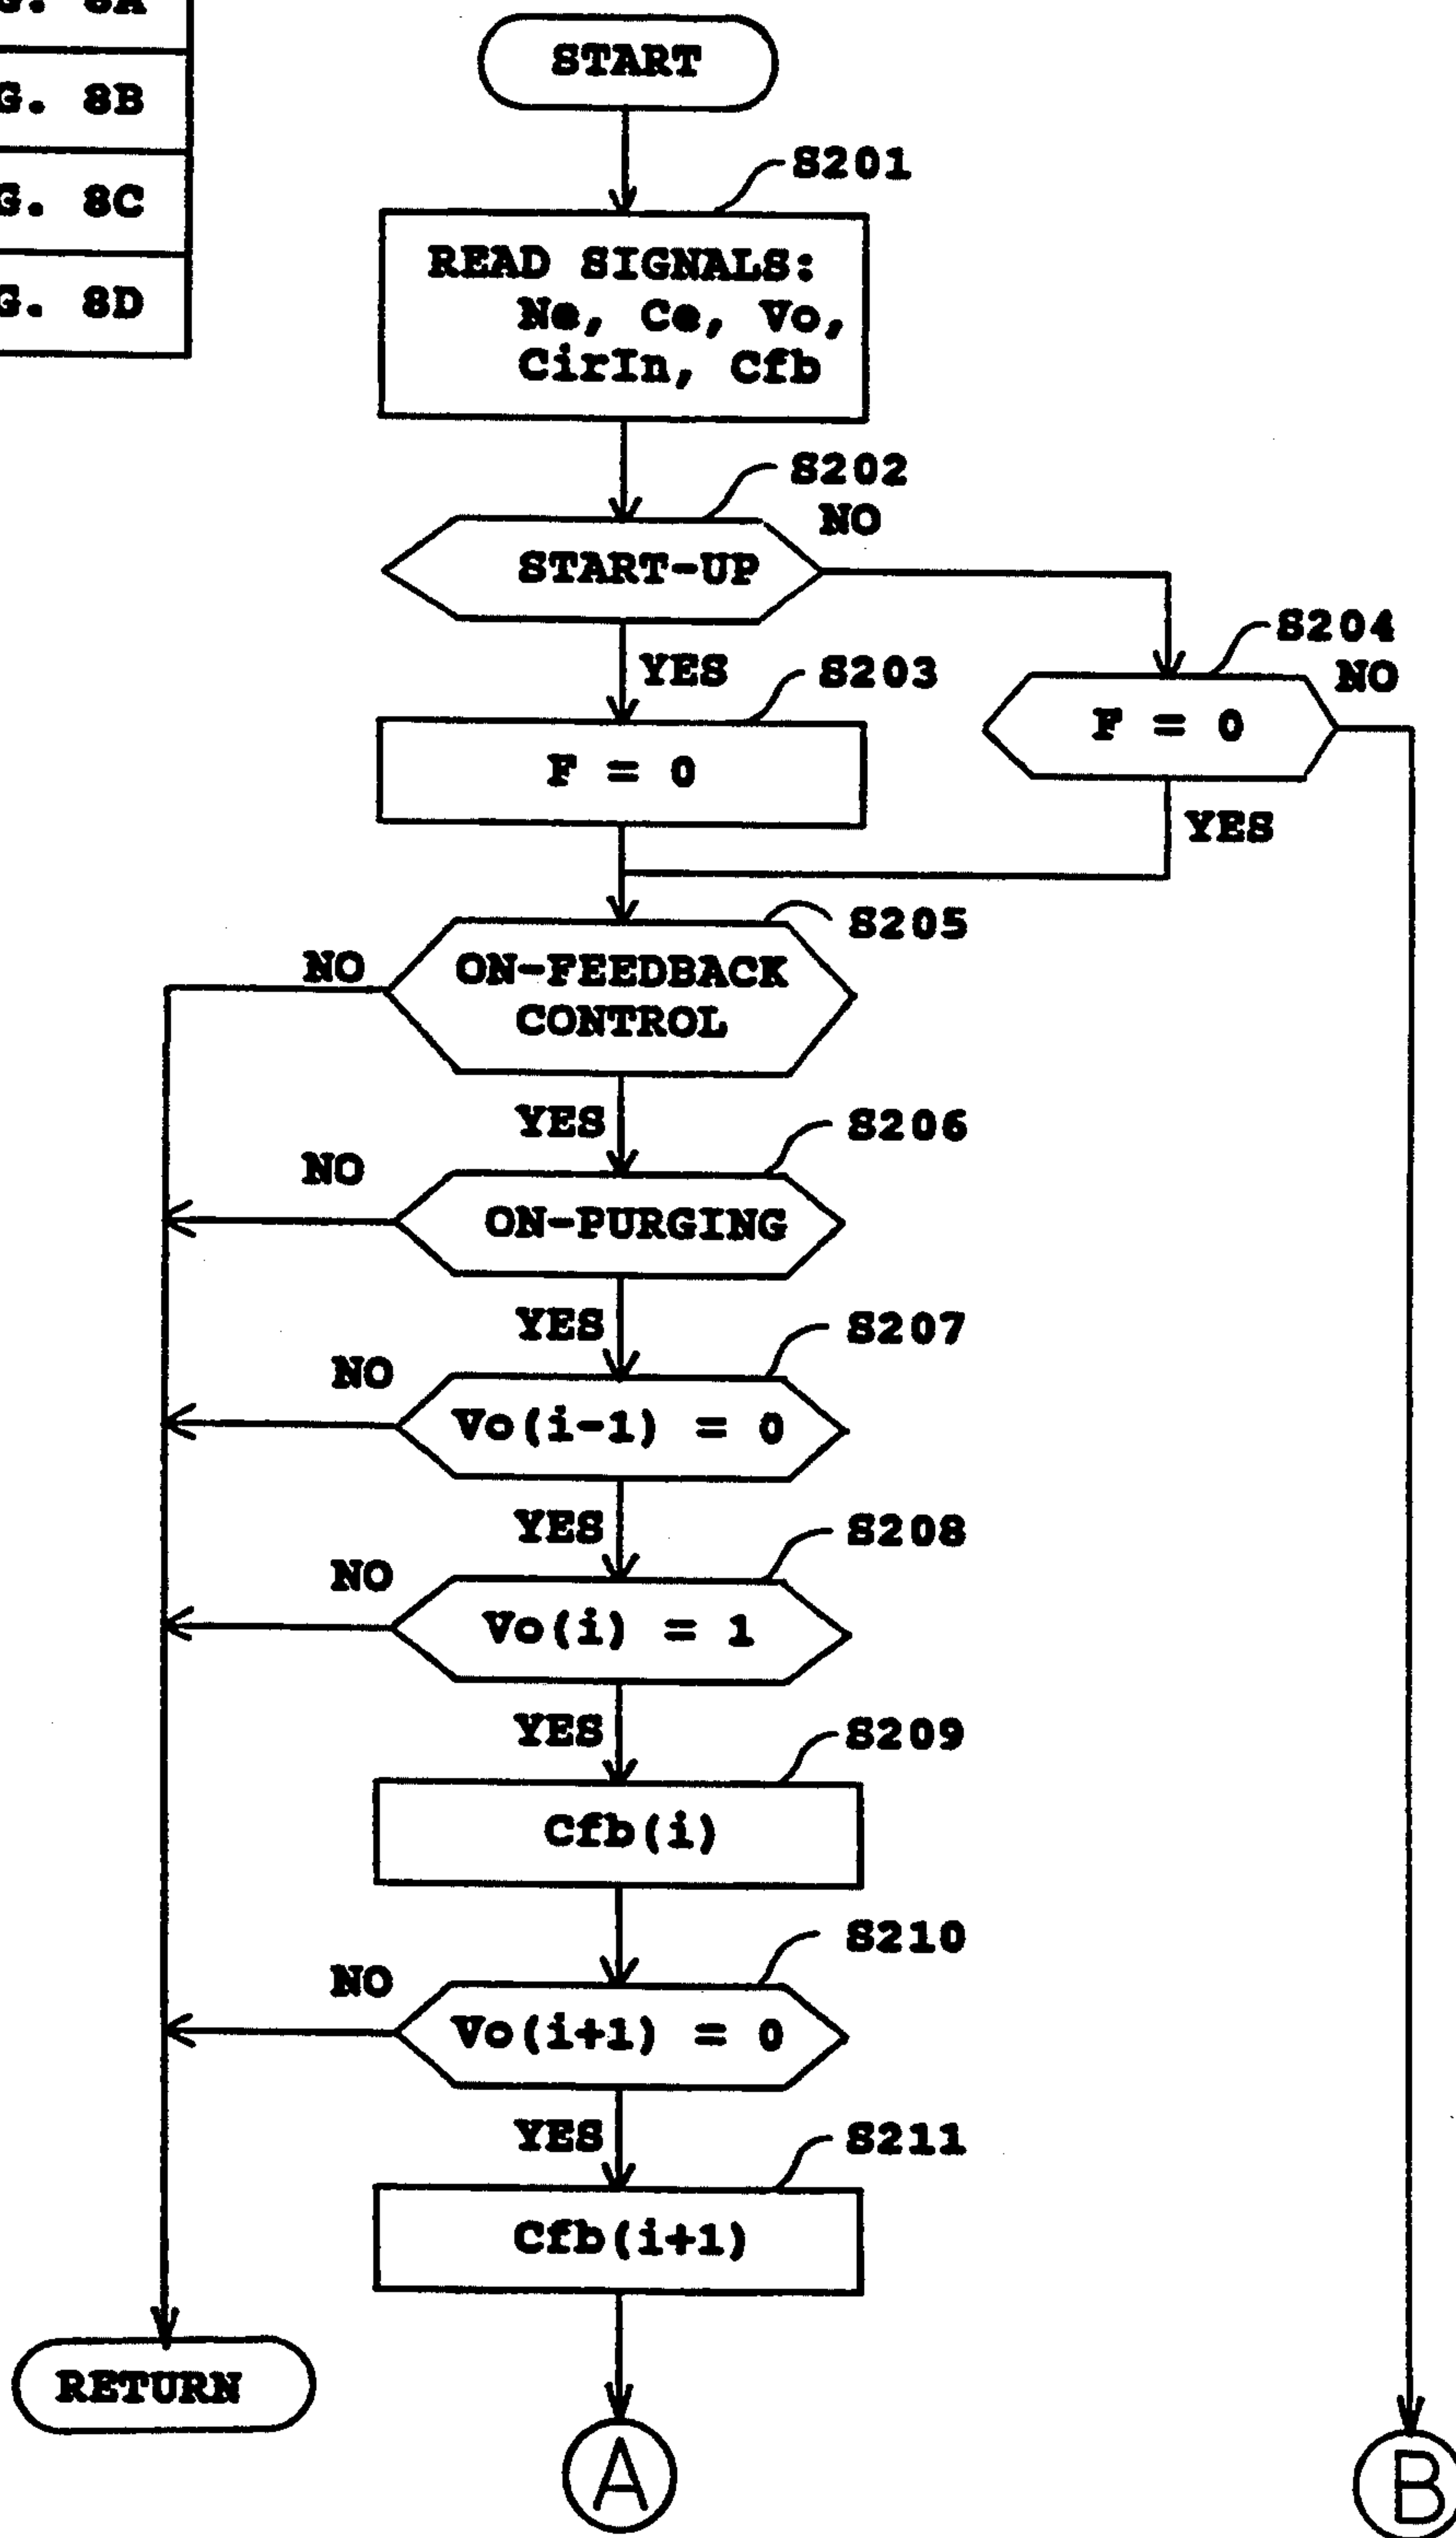 G. 8A
G. 8B
G. 8C
G. 8D
START
S201
READ SIGNALS:
Ne, Ce, Vo,
CirIn, Cfb
S202
NO
START-UP
YES
S203
F = 0
S204
NO
F = 0
YES
S205
NO
ON-FEEDBACK
CONTROL
YES
S206
NO
ON-PURGING
YES
S207
NO
Vo(i-1) = 0
YES
S208
NO
Vo(i) = 1
YES
S209
Cfb(i)
S210
NO
Vo(i+1) = 0
YES
S211
Cfb(i+1)
RETURN
A
B